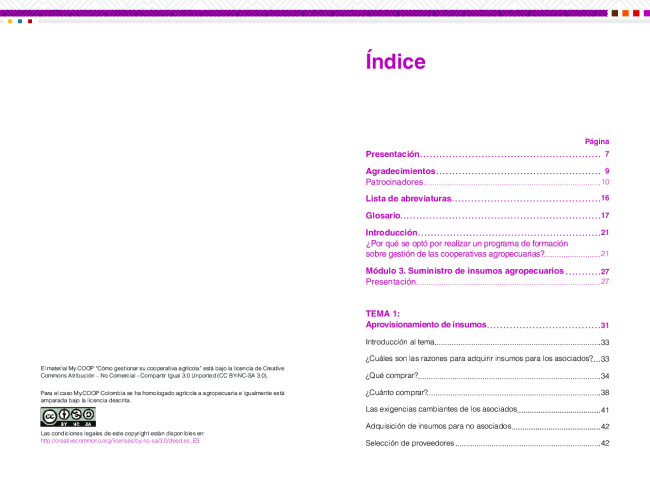 El material My.COOP "Cómo gestionar su cooperativa agrícola" está bajo la licencia de Creative
Commons Atribución – No Comercial - Compartir Igual 3.0 Unported (CC BY-NC-SA 3.0).
Para el caso My.COOP Colombia se ha homologado agrícola a agropecuaria e igualmente está
amparada bajo la licencia descrita.
cc
BY NC SA
Las condiciones legales de este copyright están disponibles en:
http://creativecommons.org/licenses/by-nc-sa/3.0/deed.es_ES
Índice
Página
Presentación 7
Agradecimientos 9
Patrocinadores 10
Lista de abreviaturas 16
Glosario 17
Introducción 21
¿Por qué se optó por realizar un programa de formación
sobre gestión de las cooperativas agropecuarias? 21
Módulo 3. Suministro de insumos agropecuarios 27
Presentación 27
TEMA 1:
Aprovisionamiento de insumos 31
Introducción al tema 33
¿Cuáles son las razones para adquirir insumos para los asociados? 33
¿Qué comprar? 34
¿Cuánto comprar? 38
Las exigencias cambiantes de los asociados 41
Adquisición de insumos para no asociados 42
Selección de proveedores 42